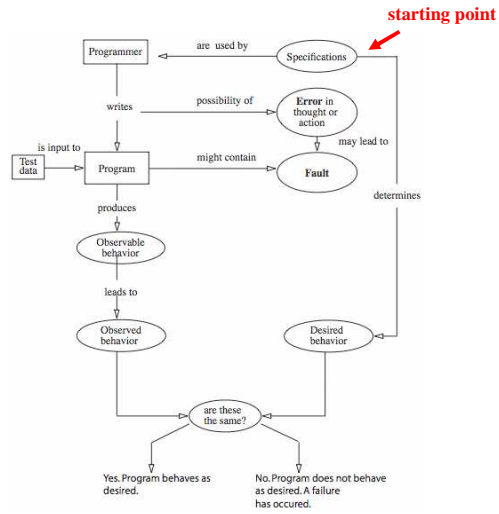 starting point
Programmer
are used by
Specifications
writes
possibility of
Error in
thought or
action
may lead to
is input to
Test
data
Program
might contain
Fault
determines
produces
Observable
behavior
leads to
Observed
behavior
Desired
behavior
are these
the same?
Yes. Program behaves as
desired.
No. Program does not behave
as desired. A failure
has occured.